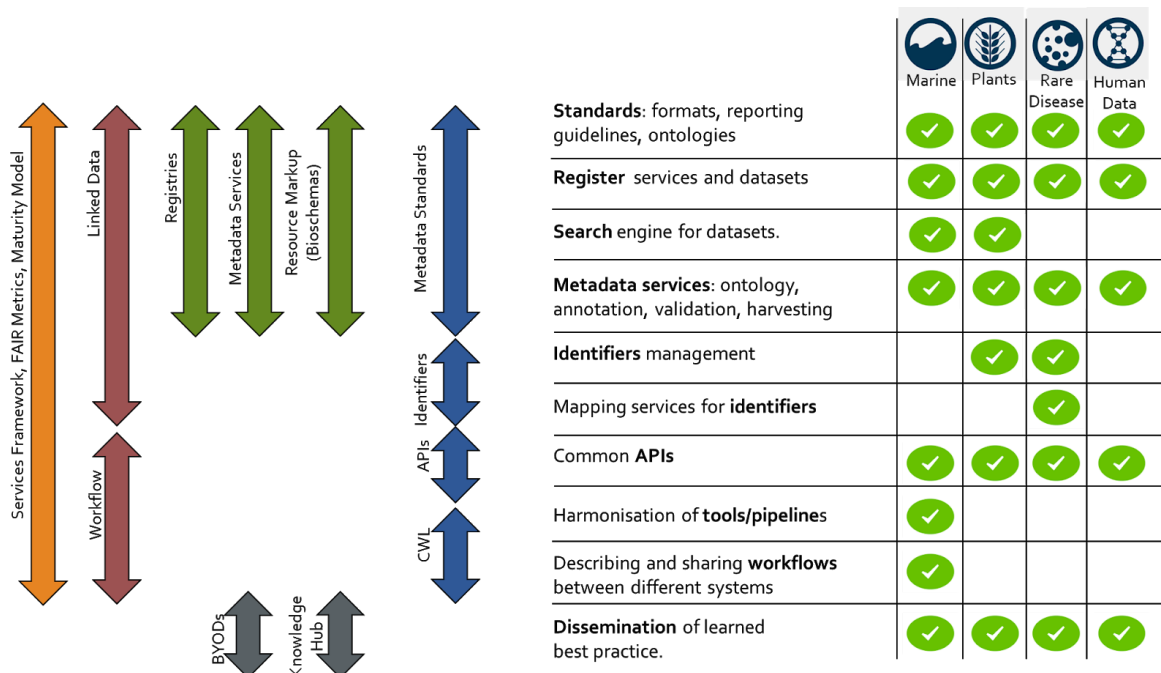 Marine
Plants
Rare
Disease
Human
Data
Services Framework, FAIR Metrics, Maturity Model
Linked Data
Workflow
Registries
Metadata Services
Resource Markup
(Bioschemas)
Metadata Standards
Identifiers
APIs
CWL
BYODs
Knowledge
Hub
Standards: formats, reporting
guidelines, ontologies
Register services and datasets
Search engine for datasets.
Metadata services: ontology,
annotation, validation, harvesting
Identifiers management
Mapping services for identifiers
Common APIs
Harmonisation of tools/pipelines
Describing and sharing workflows
between different systems
Dissemination of learned
best practice.